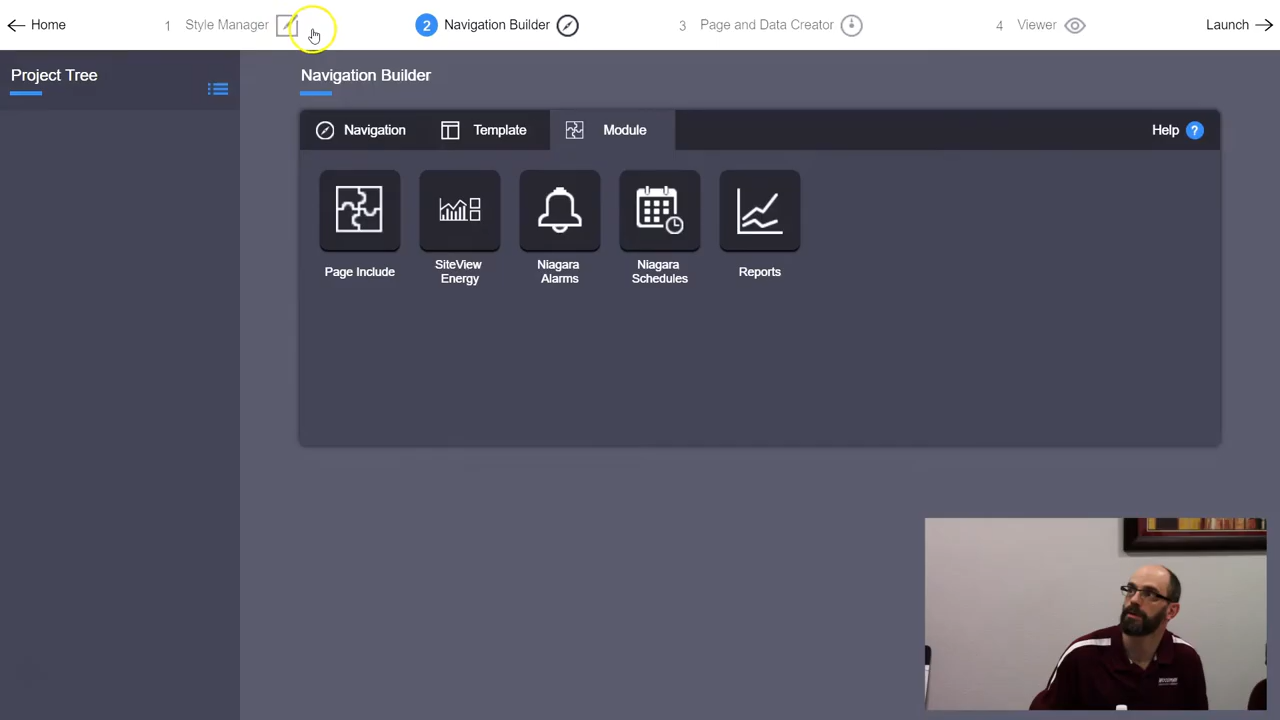 Home
1 Style Manager
2 Navigation Builder
3 Page and Data Creator
4 Viewer
Launch
Project Tree
Navigation Builder
Navigation
Template
Module
Help ?
Page Include
SiteView
Energy
Niagara
Alarms
Niagara
Schedules
Reports